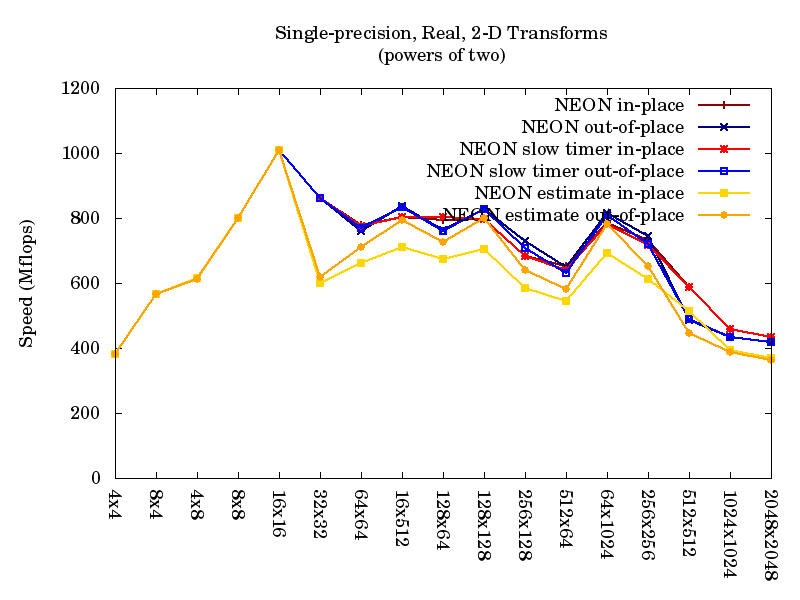 Single-precision, Real, 2-D Transforms
(powers of two)
1200
1000
800
600
400
200
0
Speed (Mflops)
NEON in-place
NEON out-of-place
NEON slow timer in-place
NEON slow timer out-of-place
NEON estimate in-place
NEON estimate out-of-place
4x4
8x4
4x8
8x8
16x16
32x32
64x64
16x512
128x64
128x128
256x128
512x64
64x1024
256x256
512x512
1024x1024
2048x2048